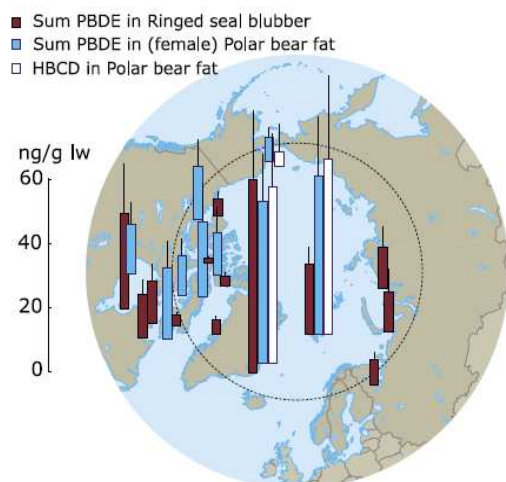 Sum PBDE in Ringed seal blubber
Sum PBDE in (female) Polar bear fat
HBCD in Polar bear fat
ng/g lw
60
40
20
0